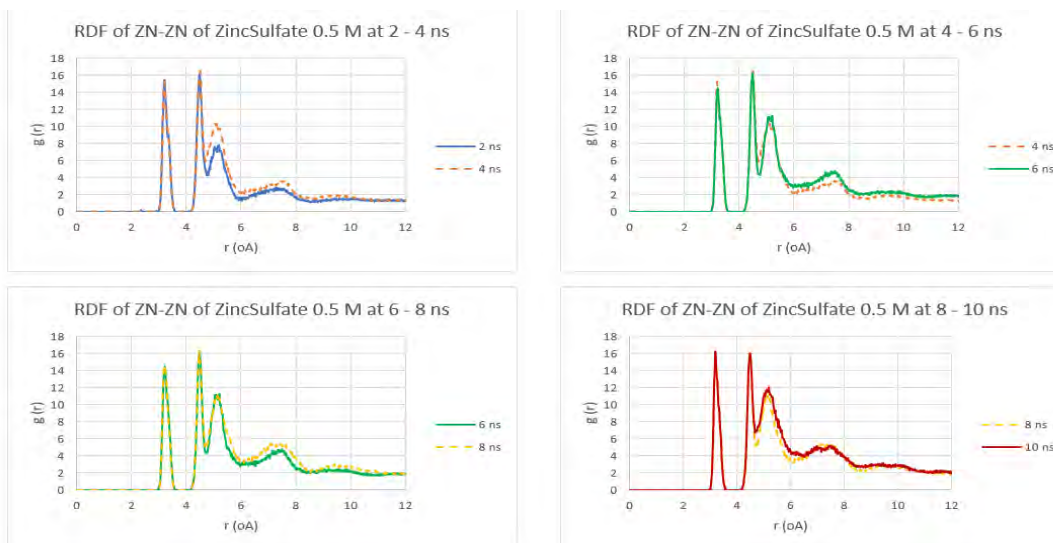 RDF of ZN-ZN of ZincSulfate 0.5 M at 2 - 4 ns
18
16
14
12
10
8
6
4
2
0
g (r)
0 2 4 6 8 10 12
r (oA)
2 ns
4 ns
RDF of ZN-ZN of ZincSulfate 0.5 M at 4 - 6 ns
18
16
14
12
10
8
6
4
2
0
g (r)
0 2 4 6 8 10 12
r (oA)
4 ns
6 ns
RDF of ZN-ZN of ZincSulfate 0.5 M at 6 - 8 ns
18
16
14
12
10
8
6
4
2
0
g (r)
0 2 4 6 8 10 12
r (oA)
6 ns
8 ns
RDF of ZN-ZN of ZincSulfate 0.5 M at 8 - 10 ns
18
16
14
12
10
8
6
4
2
0
g (r)
0 2 4 6 8 10 12
r (oA)
8 ns
10 ns